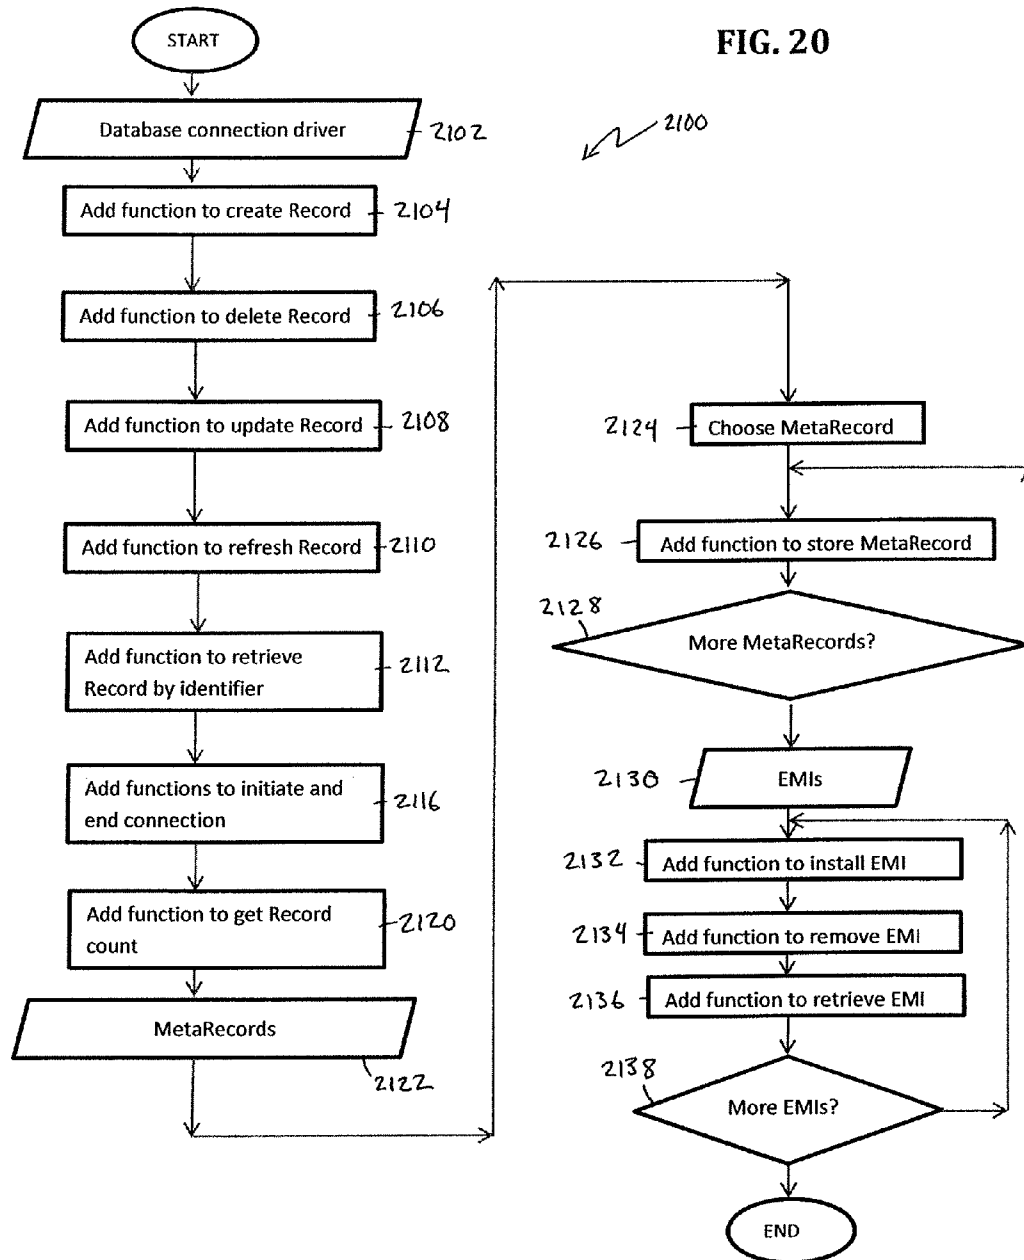 FIG. 20
2100
START
Database connection driver
2102
Add function to create Record
2104
Add function to delete Record
2106
Add function to update Record
2108
Add function to refresh Record
2110
Add function to retrieve
Record by identifier
2112
Add functions to initiate and
end connection
2116
Add function to get Record
count
2120
MetaRecords
2122
2124
Choose MetaRecord
2126
Add function to store MetaRecord
2128
More MetaRecords?
2130
EMIs
2132
Add function to install EMI
2134
Add function to remove EMI
2136
Add function to retrieve EMI
2138
More EMIs?
END